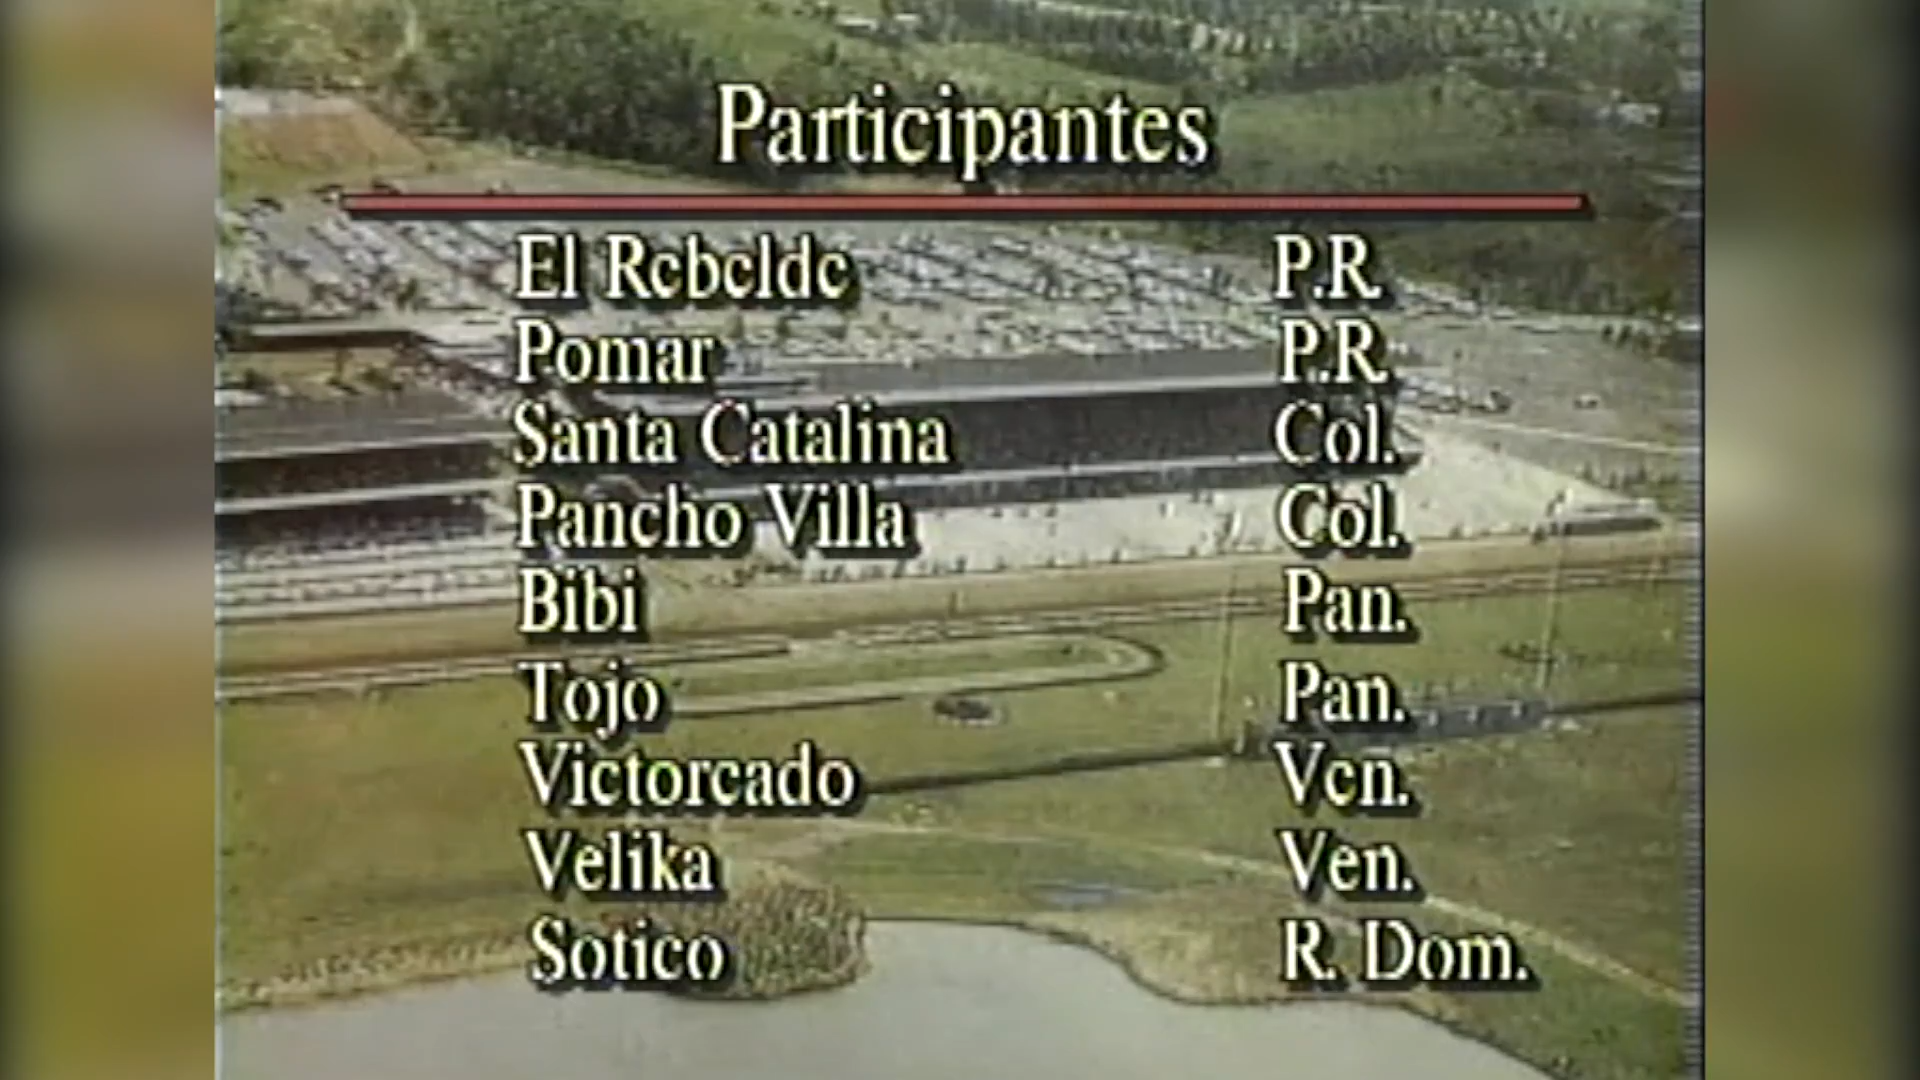 Participantes
El Rebelde P.R.
Pomar P.R.
Santa Catalina Col.
Pancho Villa Col.
Bibi Pan.
Tojo Pan.
Victoreado Ven.
Velika Ven.
Sotico R. Dom.